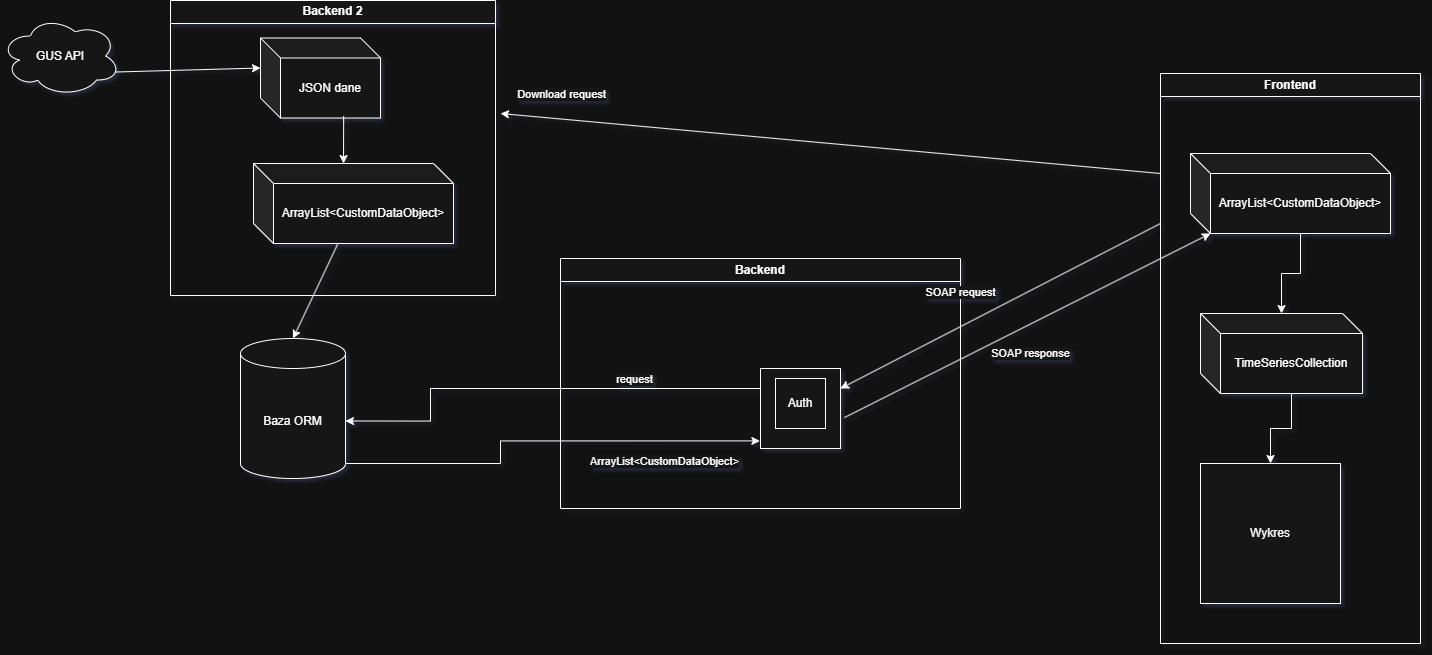 Backend 2
GUS API
JSON dane
ArrayList<CustomDataObject>
Download request
Frontend
ArrayList<CustomDataObject>
Backend
SOAP request
SOAP response
TimeSeriesCollection
request
Auth
Baza ORM
ArrayList<CustomDataObject>
Wykres